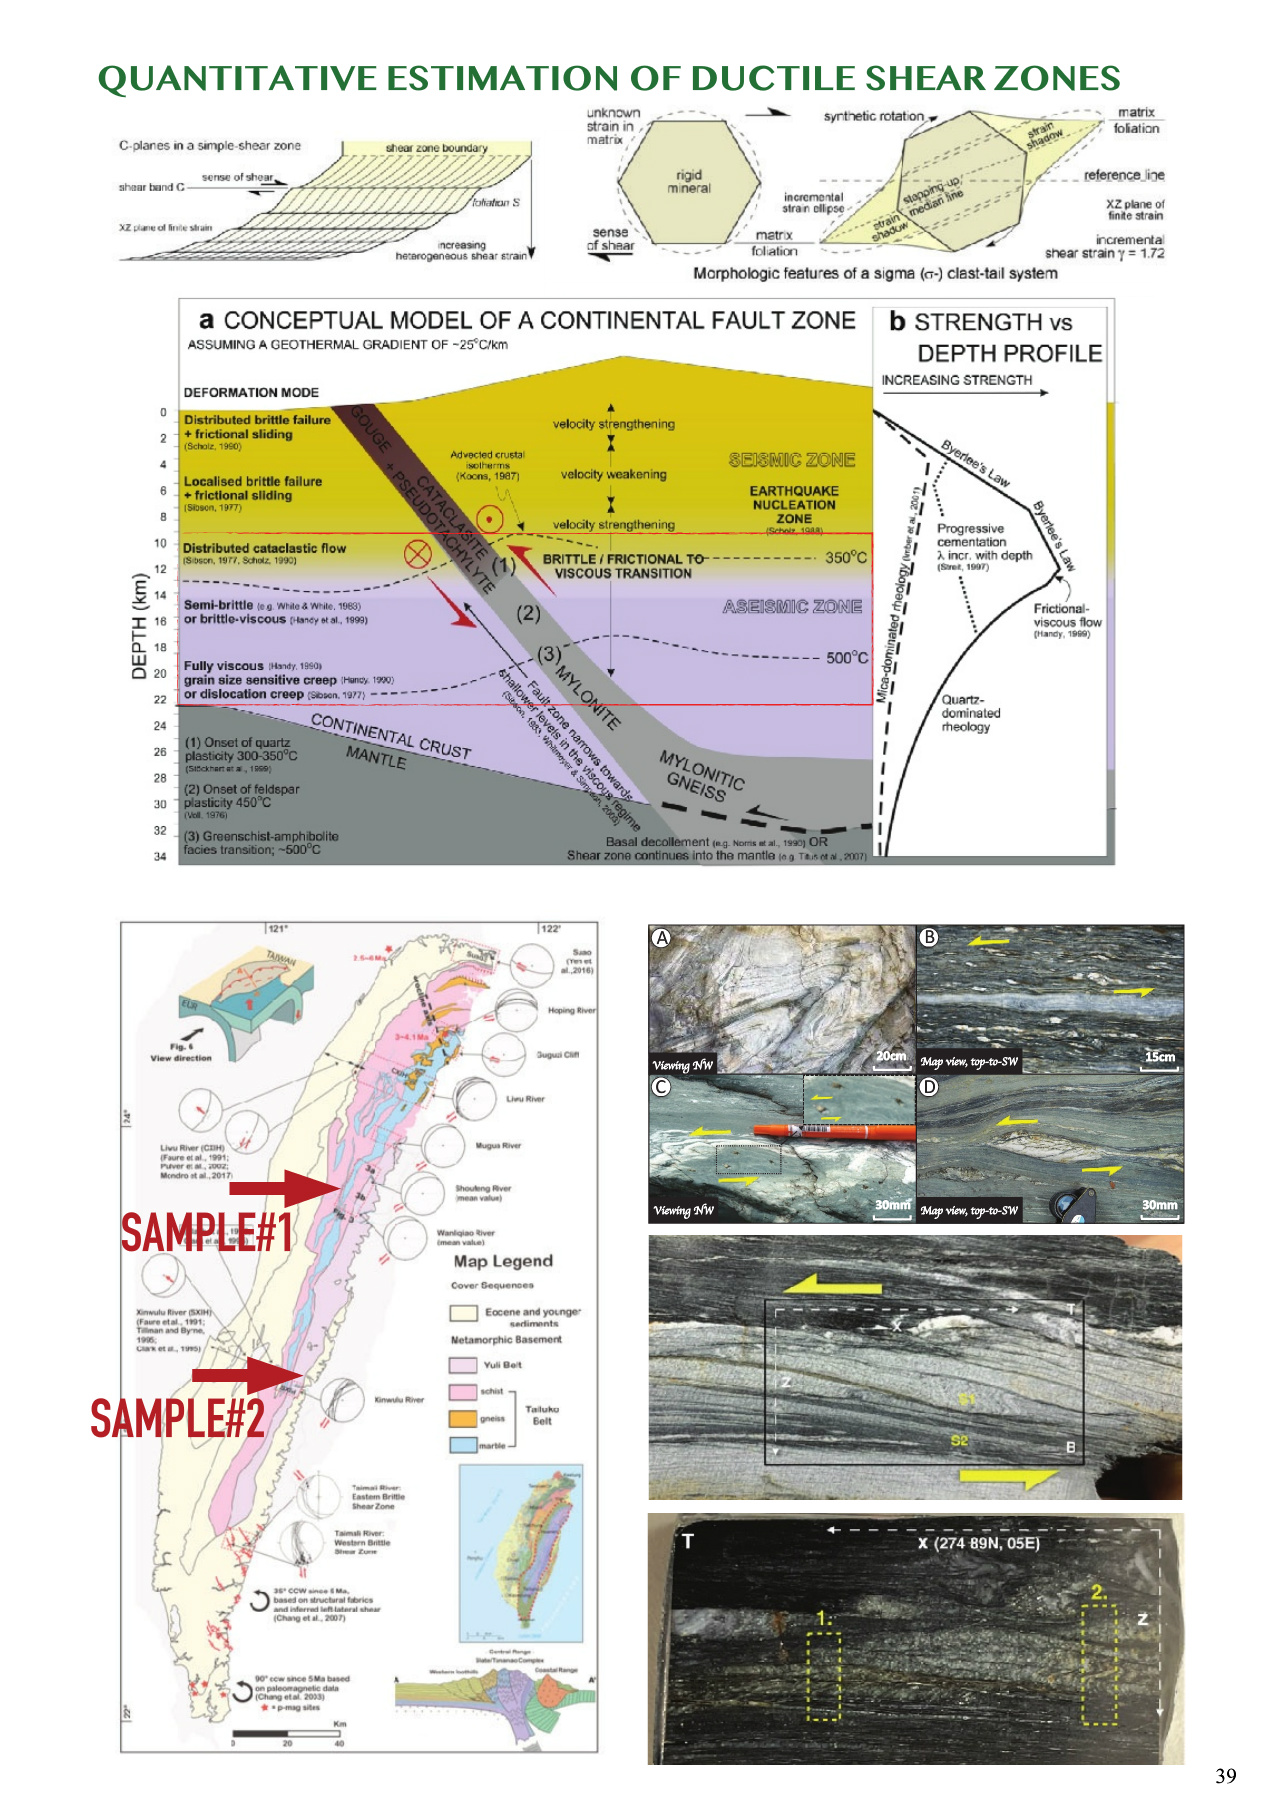 QUANTITATIVE ESTIMATION OF DUCTILE SHEAR ZONES
C-planes in a simple-shear zone
shear zone boundary
sense of shear
shear band C
foliation S
XZ plane of finite strain
increasing
heterogeneous shear strain
unknown
strain in
matrix
rigid
mineral
sense
of shear
matrix
foliation
synthetic rotation
matrix
foliation
strain
shadow
reference line
incremental
strain ellipse
stepping-up
median line
strain
shadow
XZ plane of
finite strain
incremental
shear strain γ = 1.72
Morphologic features of a sigma (σ-) clast-tail system
a CONCEPTUAL MODEL OF A CONTINENTAL FAULT ZONE
ASSUMING A GEOTHERMAL GRADIENT OF ~25°C/km
DEFORMATION MODE
DEPTH (km)
0
2
4
6
8
10
12
14
16
18
20
22
24
26
28
30
32
34
Distributed brittle failure
+ frictional sliding
(Scholz, 1990)
Localised brittle failure
+ frictional sliding
(Sibson, 1977)
Distributed cataclastic flow
(Sibson, 1977, Scholz, 1990)
Semi-brittle (e.g. White & White, 1983)
or brittle-viscous (Handy et al., 1999)
Fully viscous (Handy, 1990)
grain size sensitive creep (Handy, 1990)
or dislocation creep (Sibson, 1977)
GOUGE
+ PSEUDOTACHYLYTE
CATACLASITE
Advected crustal
isotherms
(Koons, 1987)
velocity strengthening
velocity weakening
velocity strengthening
SEISMIC ZONE
EARTHQUAKE
NUCLEATION
ZONE
(Scholz, 1988)
BRITTLE / FRICTIONAL TO
VISCOUS TRANSITION
350°C
ASEISMIC ZONE
500°C
(1)
(2)
(3)
MYLONITE
MYLONITIC
GNEISS
Fault zone narrows towards
shallower levels in the viscous regime
CONTINENTAL CRUST
MANTLE
(1) Onset of quartz
plasticity 300-350°C
(Stöckhert et al., 1999)
(2) Onset of feldspar
plasticity 450°C
(Voll, 1976)
(3) Greenschist-amphibolite
facies transition; ~500°C
Basal decollement (e.g. Norris et al., 1990) OR
Shear zone continues into the mantle (e.g. Titus et al., 2007)
b STRENGTH vs
DEPTH PROFILE
INCREASING STRENGTH
Byerlee's Law
Byerlee's Law
Mica-dominated rheology (Imber et al., 2001)
Progressive
cementation
λ incr. with depth
(Streit, 1997)
Frictional-
viscous flow
(Handy, 1999)
Quartz-
dominated
rheology
121°
122°
24°
22°
TAIWAN
EUR
Fig. 6
View direction
2.5~6 Ma
3~4.1 Ma
Suao
(Yes et
al., 2016)
Hoping River
Guguzi Cliff
Liwu River
Mugua River
Shoufeng River
(mean value)
Wanliqiao River
(mean value)
Liwu River (CXIH)
(Faure et al., 1991;
Pulver et al., 2002;
Mondro et al., 2017)
SAMPLE#1
Xinwulu River (SXIH)
(Faure et al., 1991;
Tillman and Byrne,
1995;
Clark et al., 1995)
SAMPLE#2
Xinwulu River
Map Legend
Cover Sequences
Eocene and younger
sediments
Metamorphic Basement
Yuli Belt
schist
gneiss
marble
Tailuko
Belt
Taimali River:
Eastern Brittle
Shear Zone
Taimali River:
Western Brittle
Shear Zone
35° CCW since 5 Ma,
based on structural fabrics
and inferred left-lateral shear
(Chang et al., 2007)
90° ccw since 5Ma based
on paleomagnetic data
(Chang et al. 2003)
= p-mag sites
Km
0
20
40
Central Range
Slate/Tananao Complex
Western foothills
Coastal Range
A
A'
A
Viewing NW
20cm
B
Map view, top-to-SW
15cm
C
Viewing NW
30mm
D
Map view, top-to-SW
30mm
T
X
Z
S1
S2
B
T
X (274 89N, 05E)
1.
2.
Z
39